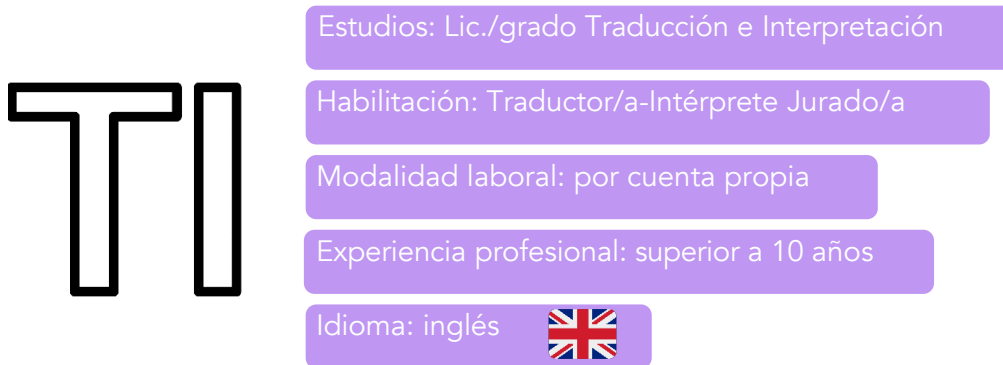 TI
Estudios: Lic./grado Traducción e Interpretación
Habilitación: Traductor/a-Intérprete Jurado/a
Modalidad laboral: por cuenta propia
Experiencia profesional: superior a 10 años
Idioma: inglés